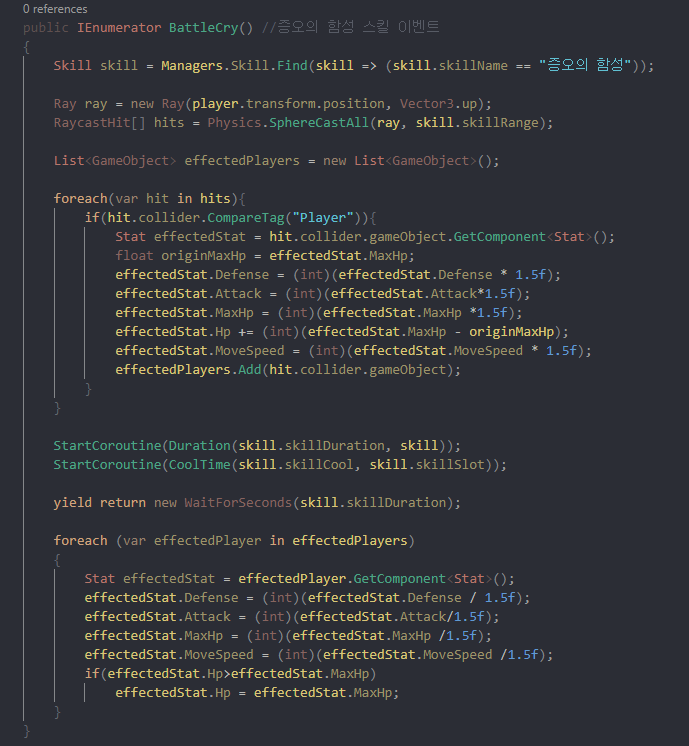 0 references
public IEnumerator BattleCry() //증오의 함성 스킬 이벤트
{
Skill skill = Managers.Skill.Find(skill => (skill.skillName == "증오의 함성"));
Ray ray = new Ray(player.transform.position, Vector3.up);
RaycastHit[] hits = Physics.SphereCastAll(ray, skill.skillRange);
List<GameObject> effectedPlayers = new List<GameObject>();
foreach(var hit in hits){
if(hit.collider.CompareTag("Player")){
Stat effectedStat = hit.collider.gameObject.GetComponent<Stat>();
float originMaxHp = effectedStat.MaxHp;
effectedStat.Defense = (int)(effectedStat.Defense * 1.5f);
effectedStat.Attack = (int)(effectedStat.Attack*1.5f);
effectedStat.MaxHp = (int)(effectedStat.MaxHp *1.5f);
effectedStat.Hp += (int)(effectedStat.MaxHp - originMaxHp);
effectedStat.MoveSpeed = (int)(effectedStat.MoveSpeed * 1.5f);
effectedPlayers.Add(hit.collider.gameObject);
}
}
StartCoroutine(Duration(skill.skillDuration, skill));
StartCoroutine(CoolTime(skill.skillCool, skill.skillSlot));
yield return new WaitForSeconds(skill.skillDuration);
foreach (var effectedPlayer in effectedPlayers)
{
Stat effectedStat = effectedPlayer.GetComponent<Stat>();
effectedStat.Defense = (int)(effectedStat.Defense / 1.5f);
effectedStat.Attack = (int)(effectedStat.Attack/1.5f);
effectedStat.MaxHp = (int)(effectedStat.MaxHp /1.5f);
effectedStat.MoveSpeed = (int)(effectedStat.MoveSpeed /1.5f);
if(effectedStat.Hp>effectedStat.MaxHp)
effectedStat.Hp = effectedStat.MaxHp;
}
}